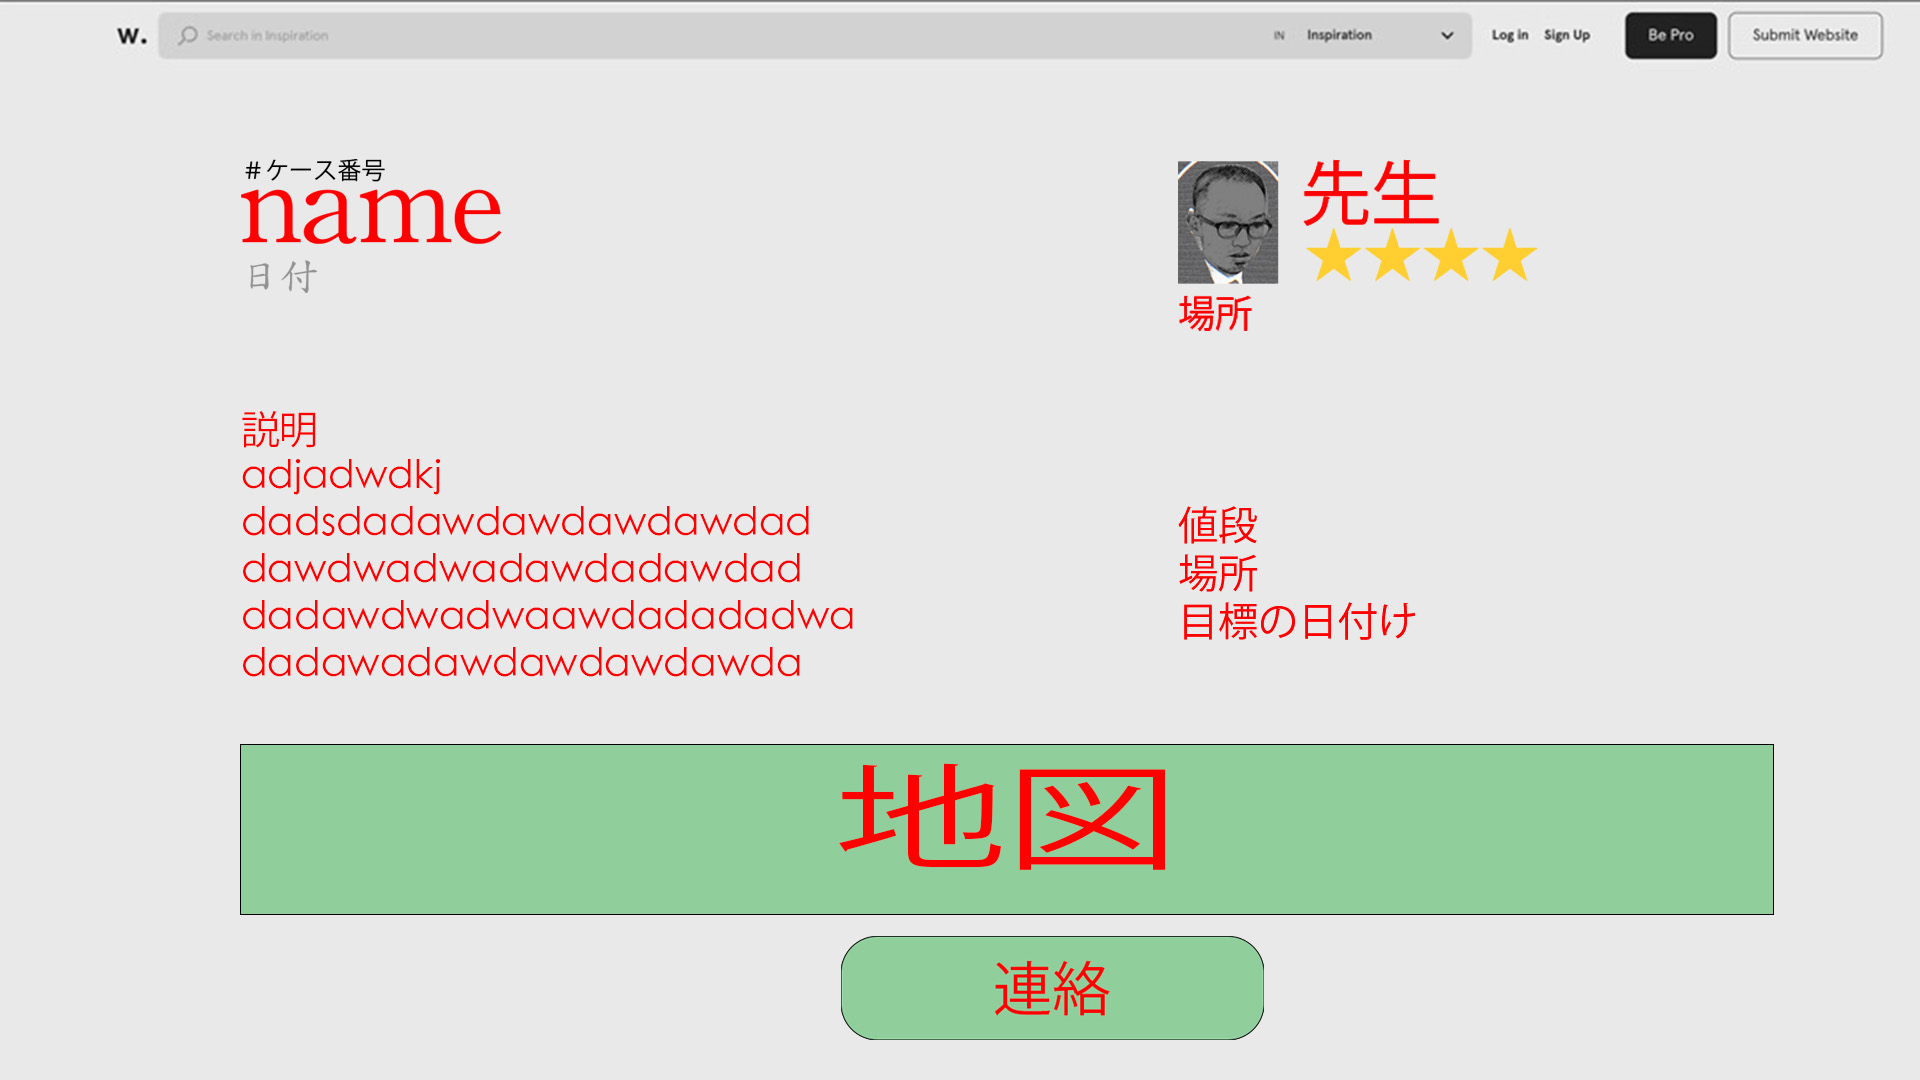 W.
Search in Inspiration
IN Inspiration
Log in
Sign Up
Be Pro
Submit Website
#ケース番号
name
日付
先生
★★★★
場所
説明
adjadwdkj
dadsdadawdawdawdawdad
dawdwadwadawdadawdad
dadawdwadwaawdadadadwa
dadawadawdawdawdawda
値段
場所
目標の日付け
地図
連絡